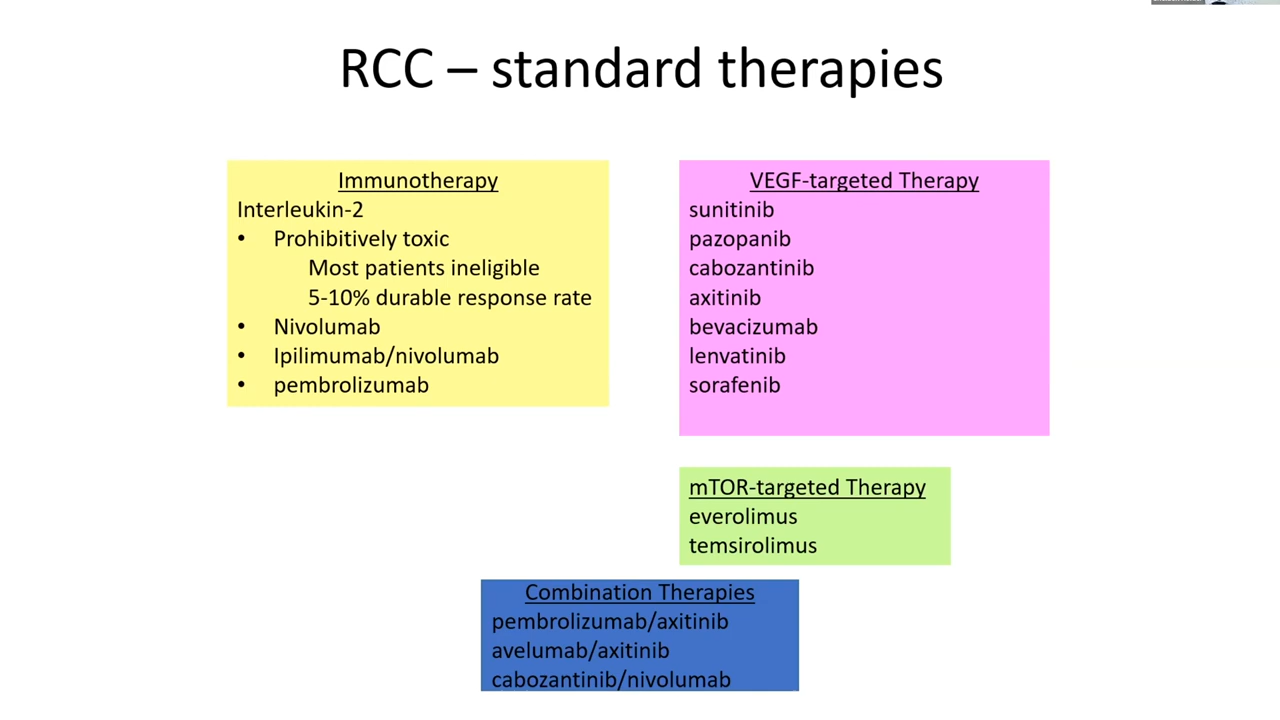 RCC – standard therapies
Immunotherapy
Interleukin-2
• Prohibitively toxic
Most patients ineligible
5-10% durable response rate
• Nivolumab
• Ipilimumab/nivolumab
• pembrolizumab
VEGF-targeted Therapy
sunitinib
pazopanib
cabozantinib
axitinib
bevacizumab
lenvatinib
sorafenib
mTOR-targeted Therapy
everolimus
temsirolimus
Combination Therapies
pembrolizumab/axitinib
avelumab/axitinib
cabozantinib/nivolumab